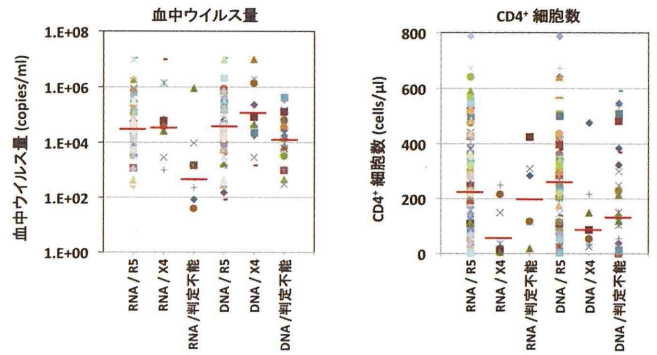 血中ウイルス量
血中ウイルス量 (copies/ml)
1.E+08
1.E+06
1.E+04
1.E+02
1.E+00
RNA / R5
RNA / X4
RNA /判定不能
DNA / R5
DNA / X4
DNA /判定不能
CD4⁺ 細胞数
CD4⁺ 細胞数 (cells/μl)
800
600
400
200
0
RNA / R5
RNA / X4
RNA /判定不能
DNA / R5
DNA / X4
DNA /判定不能